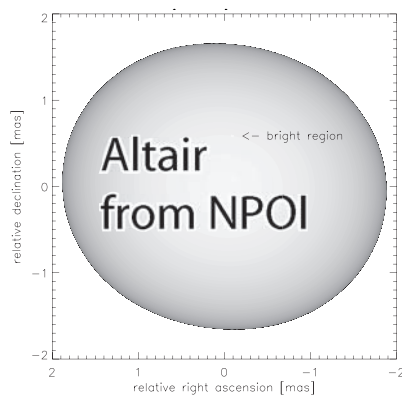 2
1
0
−1
−2
relative declination [mas]
<− bright region
Altair
from NPOI
2 1 0 −1 −2
relative right ascension [mas]